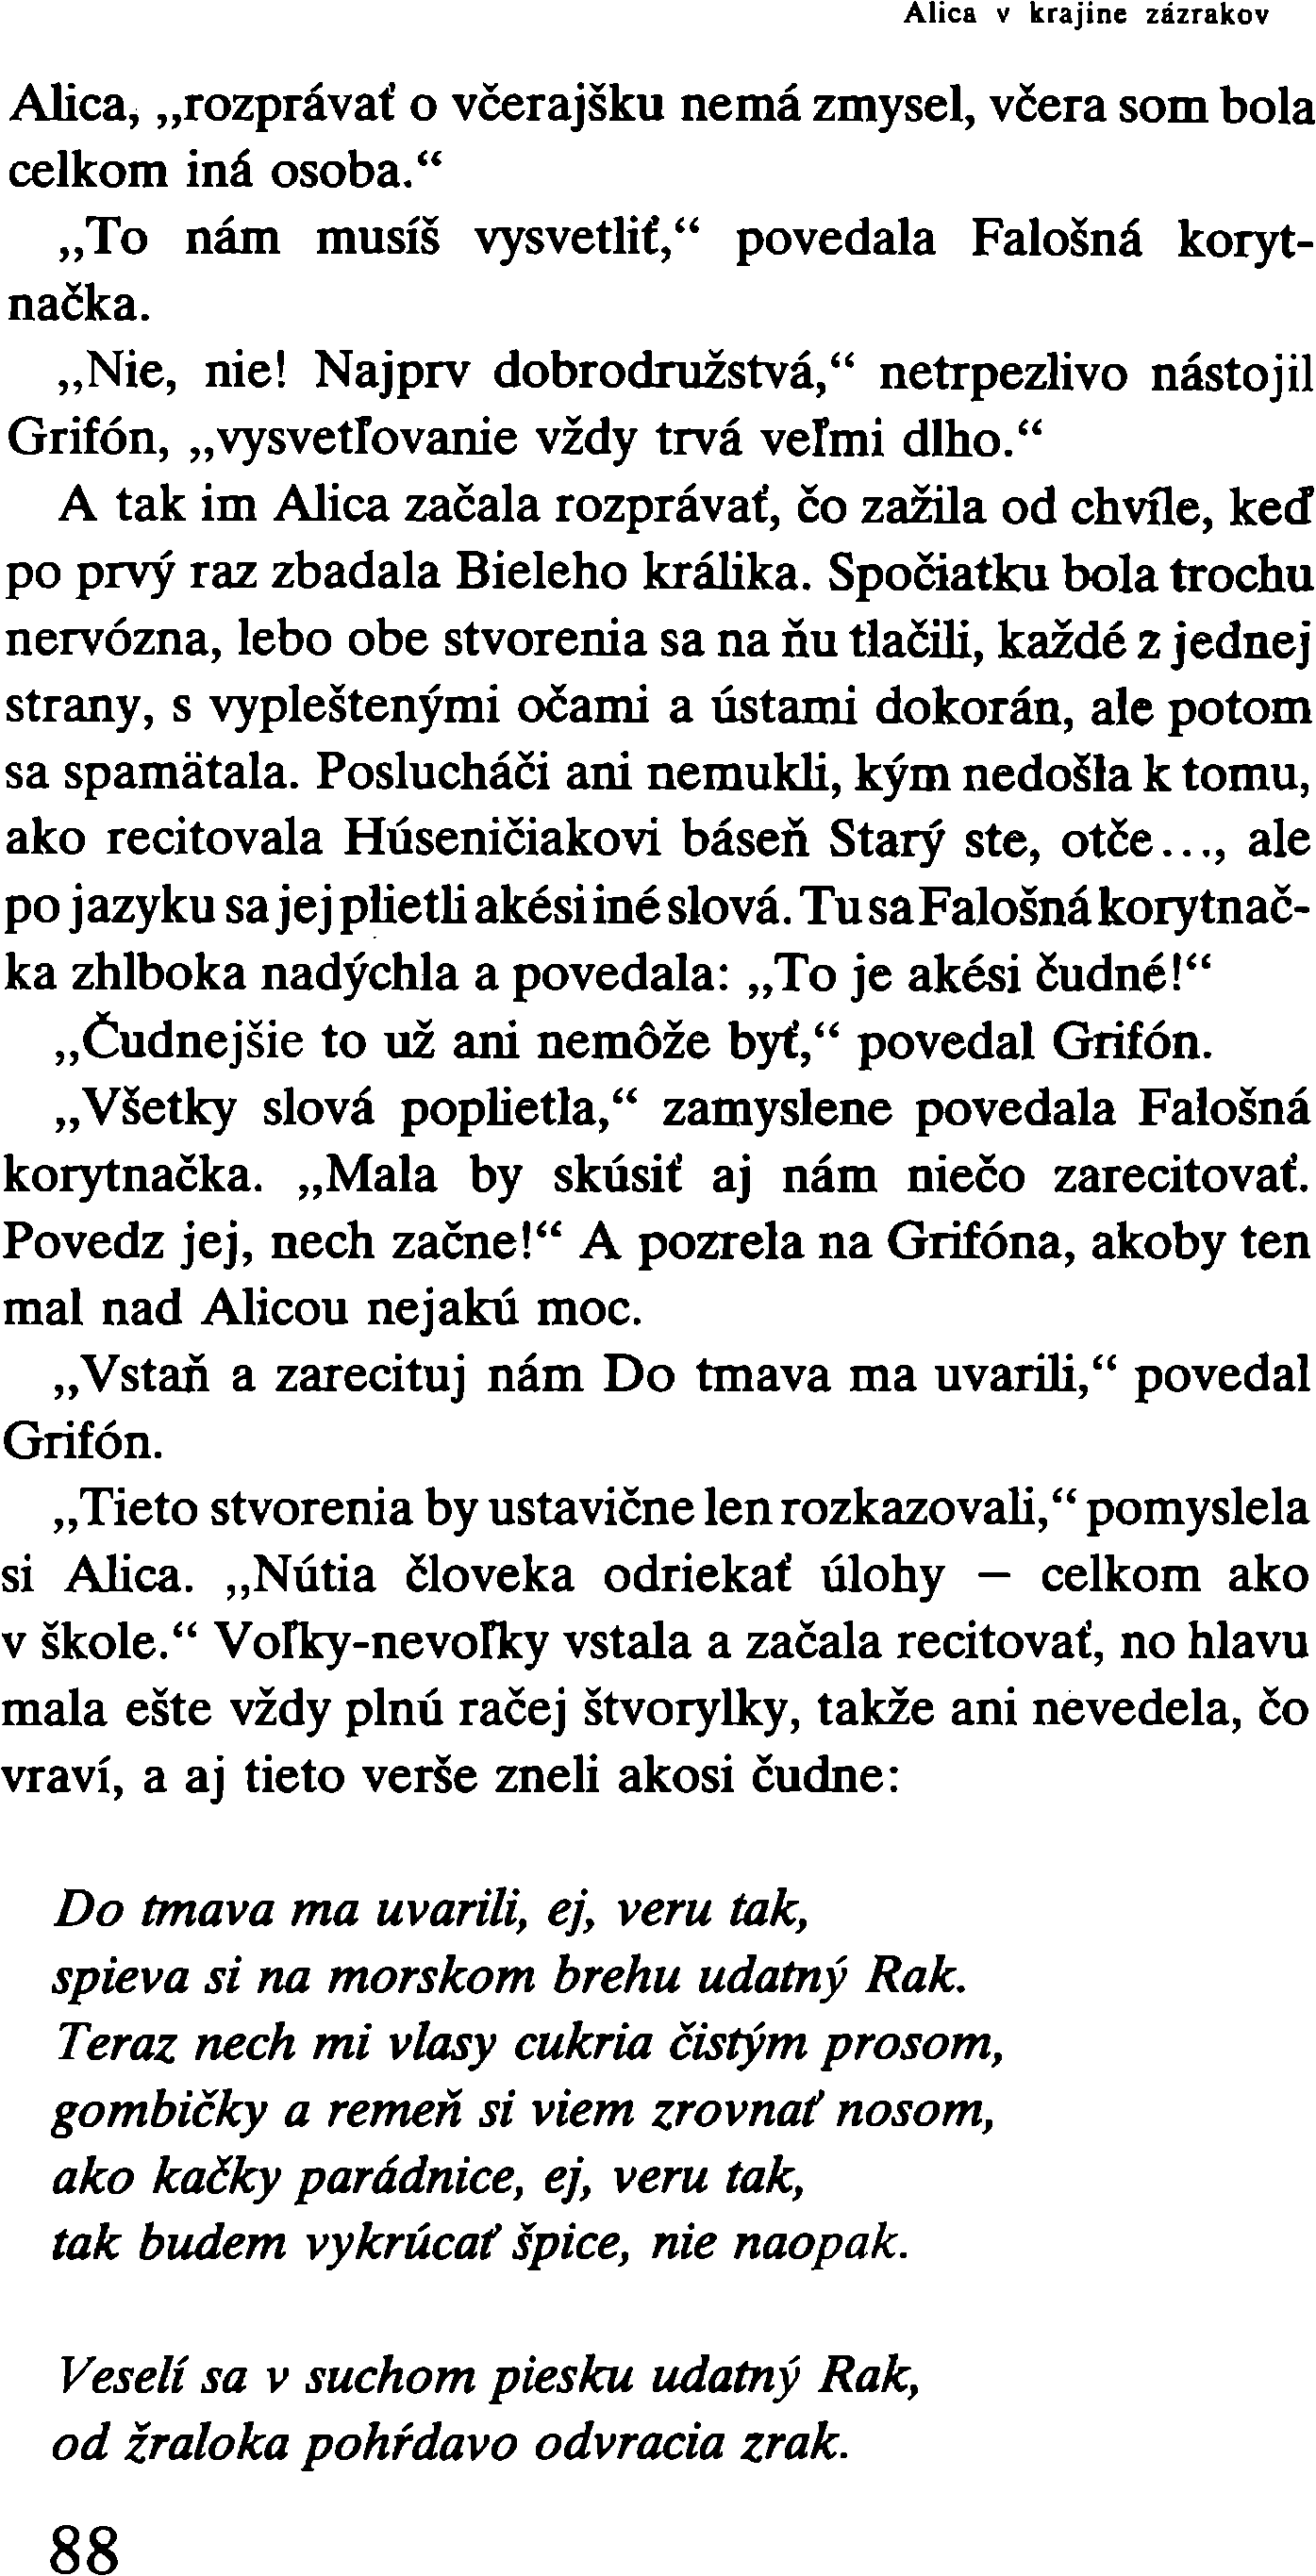 Alica v krajine zázrakov
Alica, „rozprávať o včerajšku nemá zmysel, včera som bola
celkom iná osoba.“
„To nám musíš vysvetliť,“ povedala Falošná koryt-
načka.
„Nie, nie! Najprv dobrodružstvá,“ netrpezlivo nástojil
Grifón, „vysvetľovanie vždy trvá veľmi dlho.“
A tak im Alica začala rozprávať, čo zažila od chvíle, keď
po prvý raz zbadala Bieleho králika. Spočiatku bola trochu
nervózna, lebo obe stvorenia sa na ňu tlačili, každé z jednej
strany, s vypleštenými očami a ústami dokorán, ale potom
sa spamätala. Poslucháči ani nemukli, kým nedošla k tomu,
ako recitovala Húseničiakovi báseň Starý ste, otče..., ale
po jazyku sa jej plietli akési iné slová. Tu sa Falošná korytnač-
ka zhlboka nadýchla a povedala: „To je akési čudné!“
„Čudnejšie to už ani nemôže byť,“ povedal Grifón.
„Všetky slová poplietla,“ zamyslene povedala Falošná
korytnačka. „Mala by skúsiť aj nám niečo zarecitovať.
Povedz jej, nech začne!“ A pozrela na Grifóna, akoby ten
mal nad Alicou nejakú moc.
„Vstaň a zarecituj nám Do tmava ma uvarili,“ povedal
Grifón.
„Tieto stvorenia by ustavične len rozkazovali,“ pomyslela
si Alica. „Nútia človeka odriekať úlohy – celkom ako
v škole.“ Voľky-nevoľky vstala a začala recitovať, no hlavu
mala ešte vždy plnú račej štvorylky, takže ani nevedela, čo
vraví, a aj tieto verše zneli akosi čudne:
Do tmava ma uvarili, ej, veru tak,
spieva si na morskom brehu udatný Rak.
Teraz nech mi vlasy cukria čistým prosom,
gombičky a remeň si viem zrovnať nosom,
ako kačky parádnice, ej, veru tak,
tak budem vykrúcať špice, nie naopak.
Veselí sa v suchom piesku udatný Rak,
od žraloka pohŕdavo odvracia zrak.
88